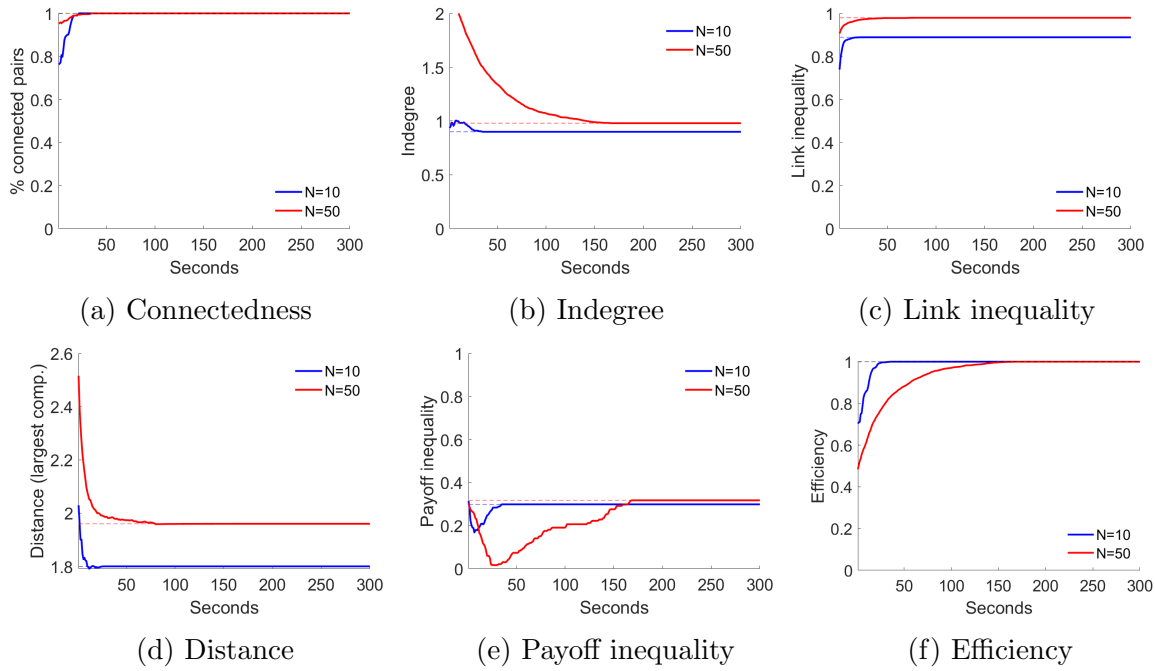 % connected pairs
1
0.8
0.6
0.4
0.2
0
N=10
N=50
50 100 150 200 250 300
Seconds
(a) Connectedness
Indegree
2
1.5
1
0.5
0
N=10
N=50
50 100 150 200 250 300
Seconds
(b) Indegree
Link inequality
1
0.8
0.6
0.4
0.2
0
N=10
N=50
50 100 150 200 250 300
Seconds
(c) Link inequality
Distance (largest comp.)
2.6
2.4
2.2
2
1.8
N=10
N=50
50 100 150 200 250 300
Seconds
(d) Distance
Payoff inequality
1
0.8
0.6
0.4
0.2
0
N=10
N=50
50 100 150 200 250 300
Seconds
(e) Payoff inequality
Efficiency
1
0.8
0.6
0.4
0.2
0
N=10
N=50
50 100 150 200 250 300
Seconds
(f) Efficiency